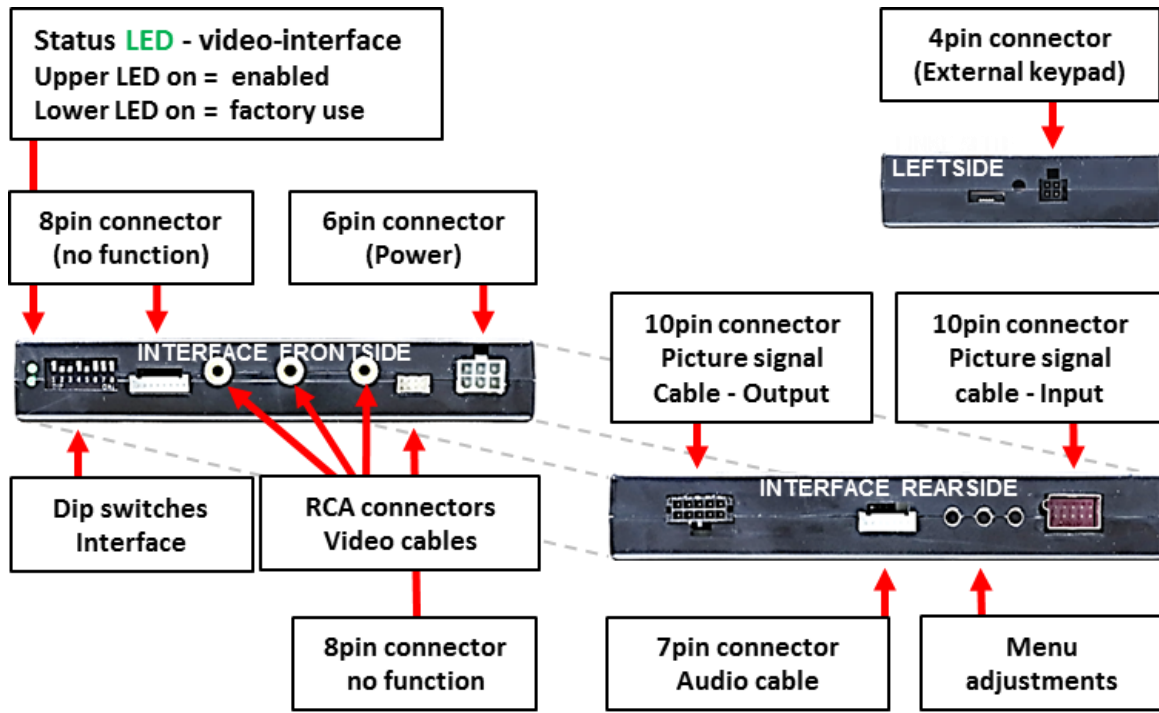 Status LED - video-interface
Upper LED on = enabled
Lower LED on = factory use
4pin connector
(External keypad)
LEFTSIDE
8pin connector
(no function)
6pin connector
(Power)
10pin connector
Picture signal
Cable - Output
10pin connector
Picture signal
cable - Input
INTERFACE FRONTSIDE
Dip switches
Interface
RCA connectors
Video cables
INTERFACE REARSIDE
8pin connector
no function
7pin connector
Audio cable
Menu
adjustments